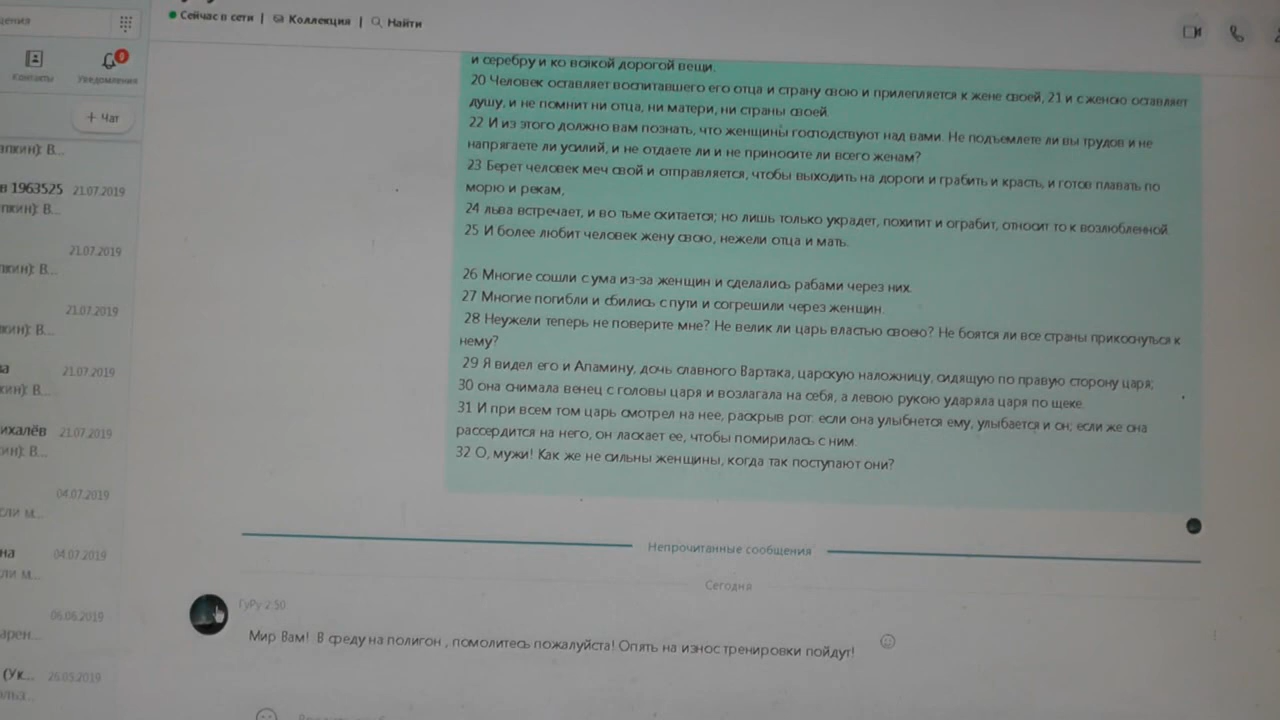 щения
Сейчас в сети | Коллекция | Найти
Контакты
Уведомления
+ Чат
В...
в 1963525 21.07.2019
В...
21.07.2019
В...
21.07.2019
В...
21.07.2019
В...
ихалёв 21.07.2019
В...
04.07.2019
сли м...
на 04.07.2019
06.06.2019
арен...
(Ук... 26.05.2019
и серебру и ко всякой дорогой вещи.
20 Человек оставляет воспитавшего его отца и страну свою и прилепляется к жене своей, 21 и с женою оставляет
душу, и не помнит ни отца, ни матери, ни страны своей.
22 И из этого должно вам познать, что женщины господствуют над вами. Не подъемлете ли вы трудов и не
напрягаете ли усилий, и не отдаете ли и не приносите ли всего женам?
23 Берет человек меч свой и отправляется, чтобы выходить на дороги и грабить и красть, и готов плавать по
морю и рекам,
24 льва встречает, и во тьме скитается; но лишь только украдет, похитит и ограбит, относит то к возлюбленной.
25 И более любит человек жену свою, нежели отца и мать.
26 Многие сошли с ума из-за женщин и сделались рабами через них.
27 Многие погибли и сбились с пути и согрешили через женщин.
28 Неужели теперь не поверите мне? Не велик ли царь властью своею? Не боятся ли все страны прикоснуться к
нему?
29 Я видел его и Апамину, дочь славного Вартака, царскую наложницу, сидящую по правую сторону царя;
30 она снимала венец с головы царя и возлагала на себя, а левою рукою ударяла царя по щеке.
31 И при всем том царь смотрел на нее, раскрыв рот: если она улыбнется ему, улыбается и он; если же она
рассердится на него, он ласкает ее, чтобы помирилась с ним.
32 О, мужи! Как же не сильны женщины, когда так поступают они?
Непрочитанные сообщения
Сегодня
ГуРу 2:50
Мир Вам! В среду на полигон , помолитесь пожалуйста! Опять на износ тренировки пойдут!